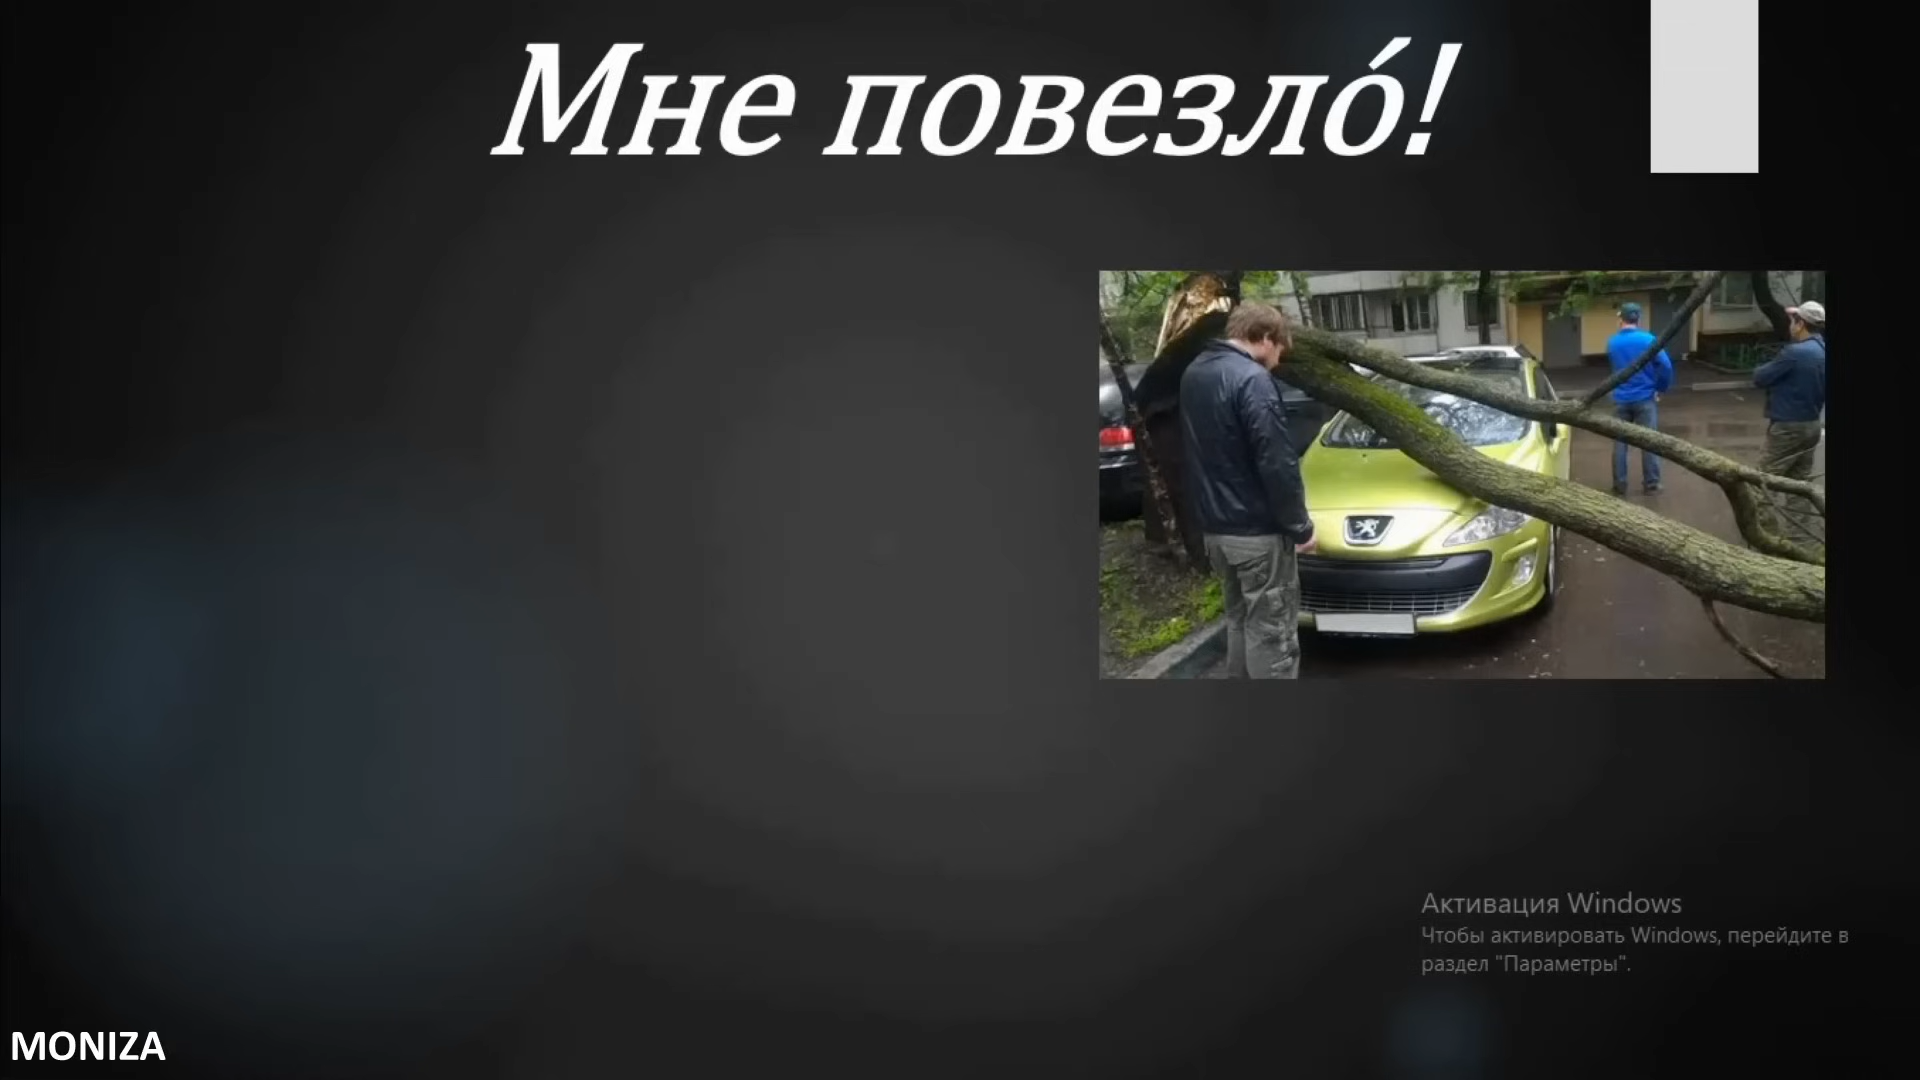 Мне повезло́!
Активация Windows
Чтобы активировать Windows, перейдите в
раздел "Параметры".
MONIZA